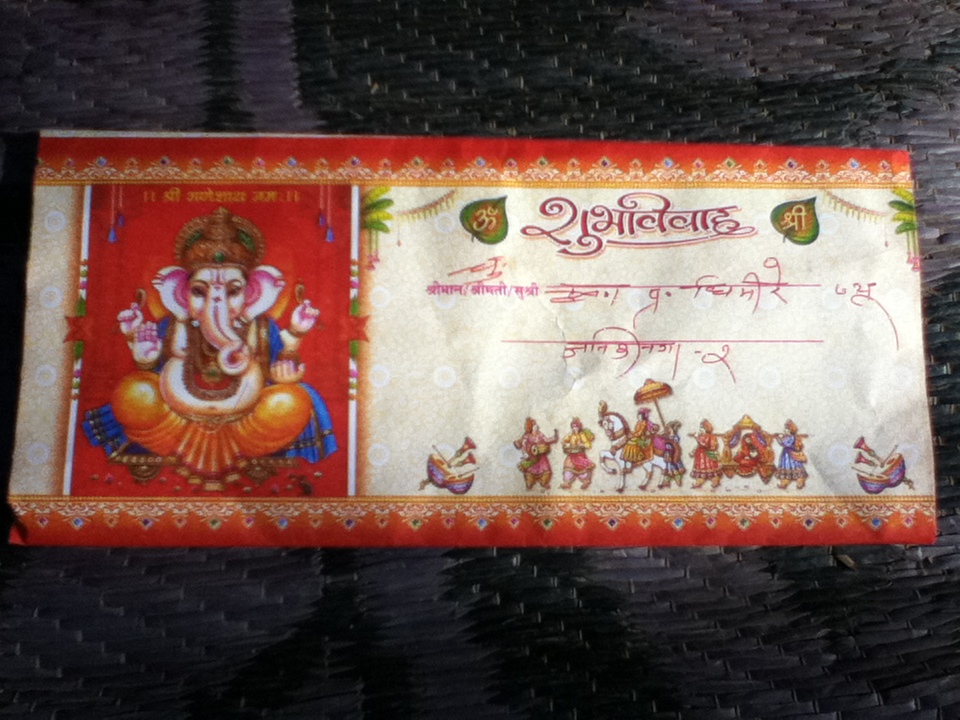 ।। श्री गणेशाय नमः ।।
ॐ शुभविवाह श्री
श्रीमान/श्रीमती/सुश्री प्र. घिमिरे ज्यू